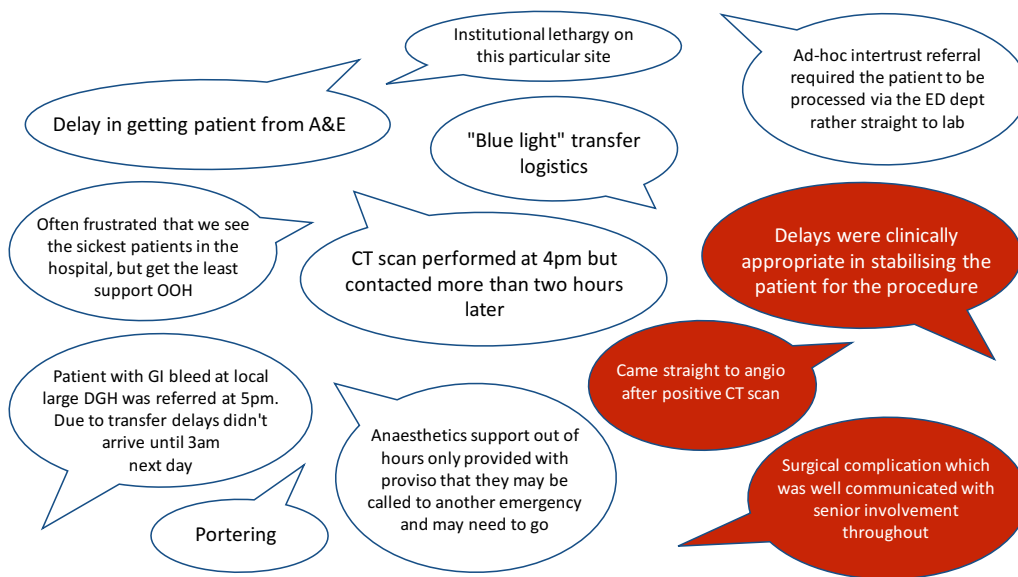 Institutional lethargy on
this particular site
Ad-hoc intertrust referral
required the patient to be
processed via the ED dept
rather straight to lab
Delay in getting patient from A&E
"Blue light" transfer
logistics
Often frustrated that we see
the sickest patients in the
hospital, but get the least
support OOH
CT scan performed at 4pm but
contacted more than two hours
later
Delays were clinically
appropriate in stabilising the
patient for the procedure
Came straight to angio
after positive CT scan
Patient with GI bleed at local
large DGH was referred at 5pm.
Due to transfer delays didn't
arrive until 3am
next day
Anaesthetics support out of
hours only provided with
proviso that they may be
called to another emergency
and may need to go
Surgical complication which
was well communicated with
senior involvement
throughout
Portering